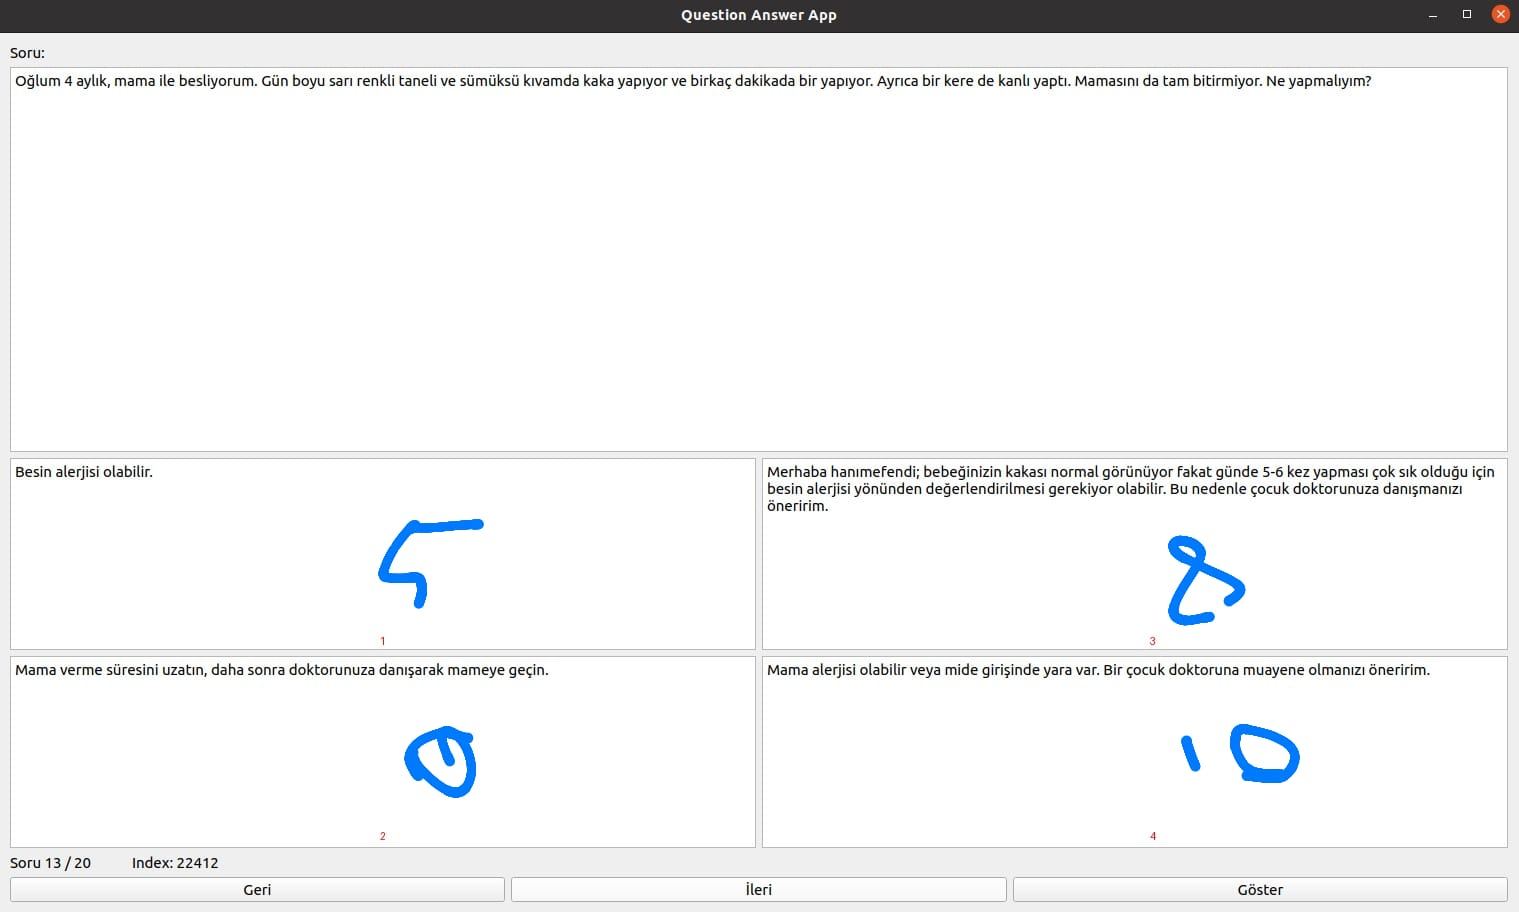 Question Answer App
Soru:
Oğlum 4 aylık, mama ile besliyorum. Gün boyu sarı renkli taneli ve sümüksü kıvamda kaka yapıyor ve birkaç dakikada bir yapıyor. Ayrıca bir kere de kanlı yaptı. Mamasını da tam bitirmiyor. Ne yapmalıyım?
Besin alerjisi olabilir.
5
1
Merhaba hanımefendi; bebeğinizin kakası normal görünüyor fakat günde 5-6 kez yapması çok sık olduğu için
besin alerjisi yönünden değerlendirilmesi gerekiyor olabilir. Bu nedenle çocuk doktorunuza danışmanızı
öneririm.
8
3
Mama verme süresini uzatın, daha sonra doktorunuza danışarak mameye geçin.
0
2
Mama alerjisi olabilir veya mide girişinde yara var. Bir çocuk doktoruna muayene olmanızı öneririm.
10
4
Soru 13 / 20 Index: 22412
Geri İleri Göster